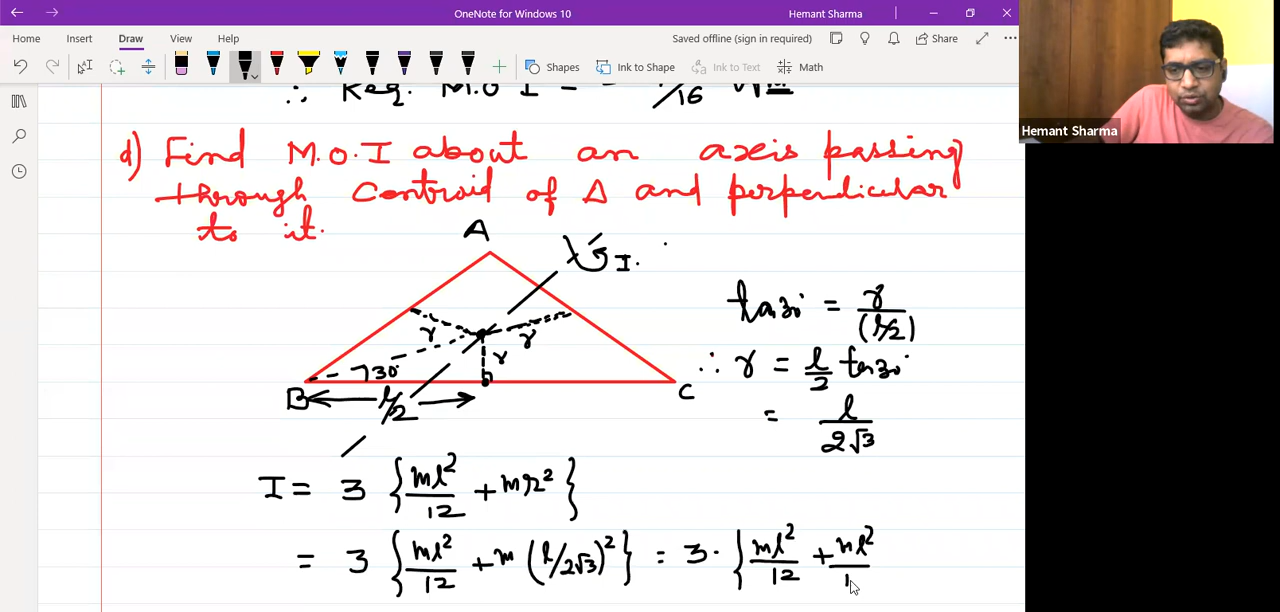 OneNote for Windows 10
Hemant Sharma
Home Insert Draw View Help
Saved offline (sign in required)
Share
Shapes
Ink to Shape
Ink to Text
Math
∴ Req. M.O I =
/16
Hemant Sharma
d) Find M.O.I about an axis passing
through Centroid of Δ and perpendicular
to it.
A
I.
r
r
r
30°
B
l/2
C
tan30° = r/(l/2)
∴ r = l/2 tan30°
= l/2√3
I = 3 {ml²/12 + mr²}
= 3 {ml²/12 + m (l/2√3)²} = 3 · {ml²/12 + ml²/1